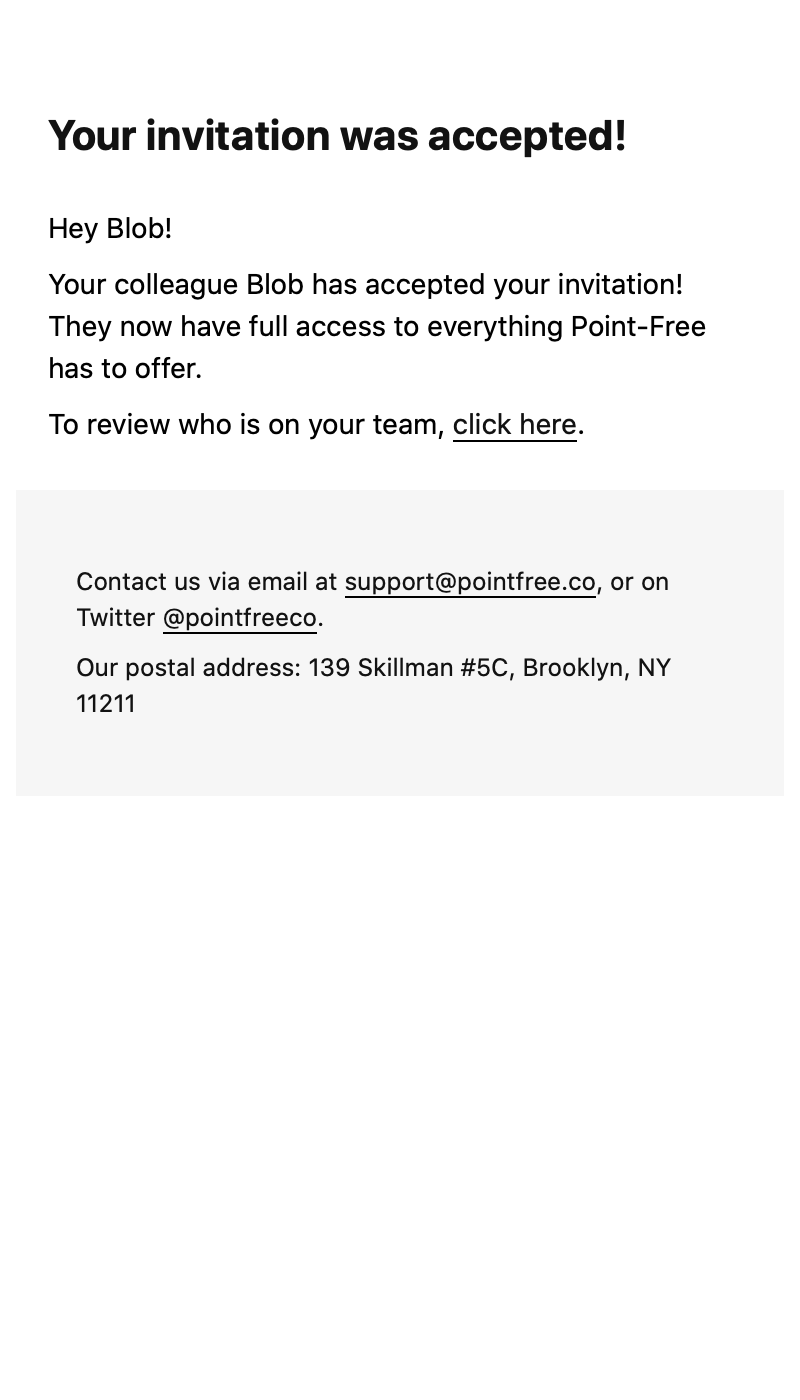 Your invitation was accepted!
Hey Blob!
Your colleague Blob has accepted your invitation!
They now have full access to everything Point-Free
has to offer.
To review who is on your team, click here.
Contact us via email at support@pointfree.co, or on
Twitter @pointfreeco.
Our postal address: 139 Skillman #5C, Brooklyn, NY
11211